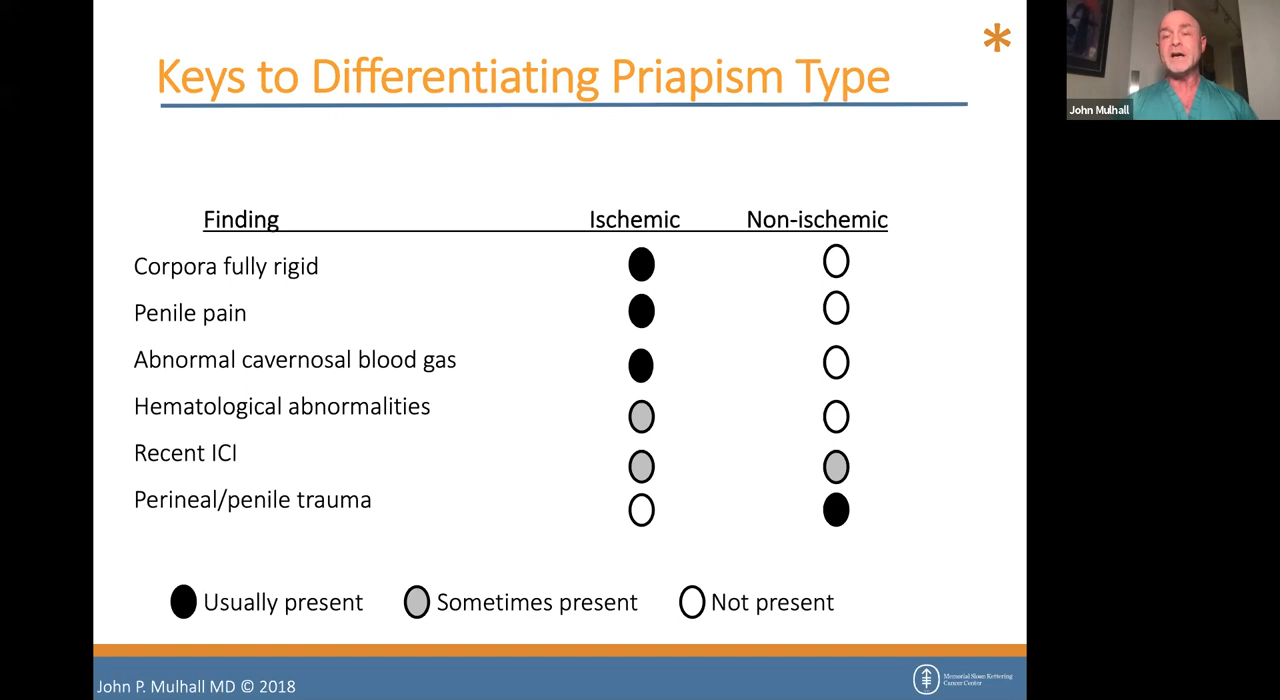 *
Keys to Differentiating Priapism Type
John Mulhall
Finding Ischemic Non-ischemic
Corpora fully rigid
Penile pain
Abnormal cavernosal blood gas
Hematological abnormalities
Recent ICI
Perineal/penile trauma
Usually present Sometimes present Not present
John P. Mulhall MD © 2018
Memorial Sloan Kettering
Cancer Center